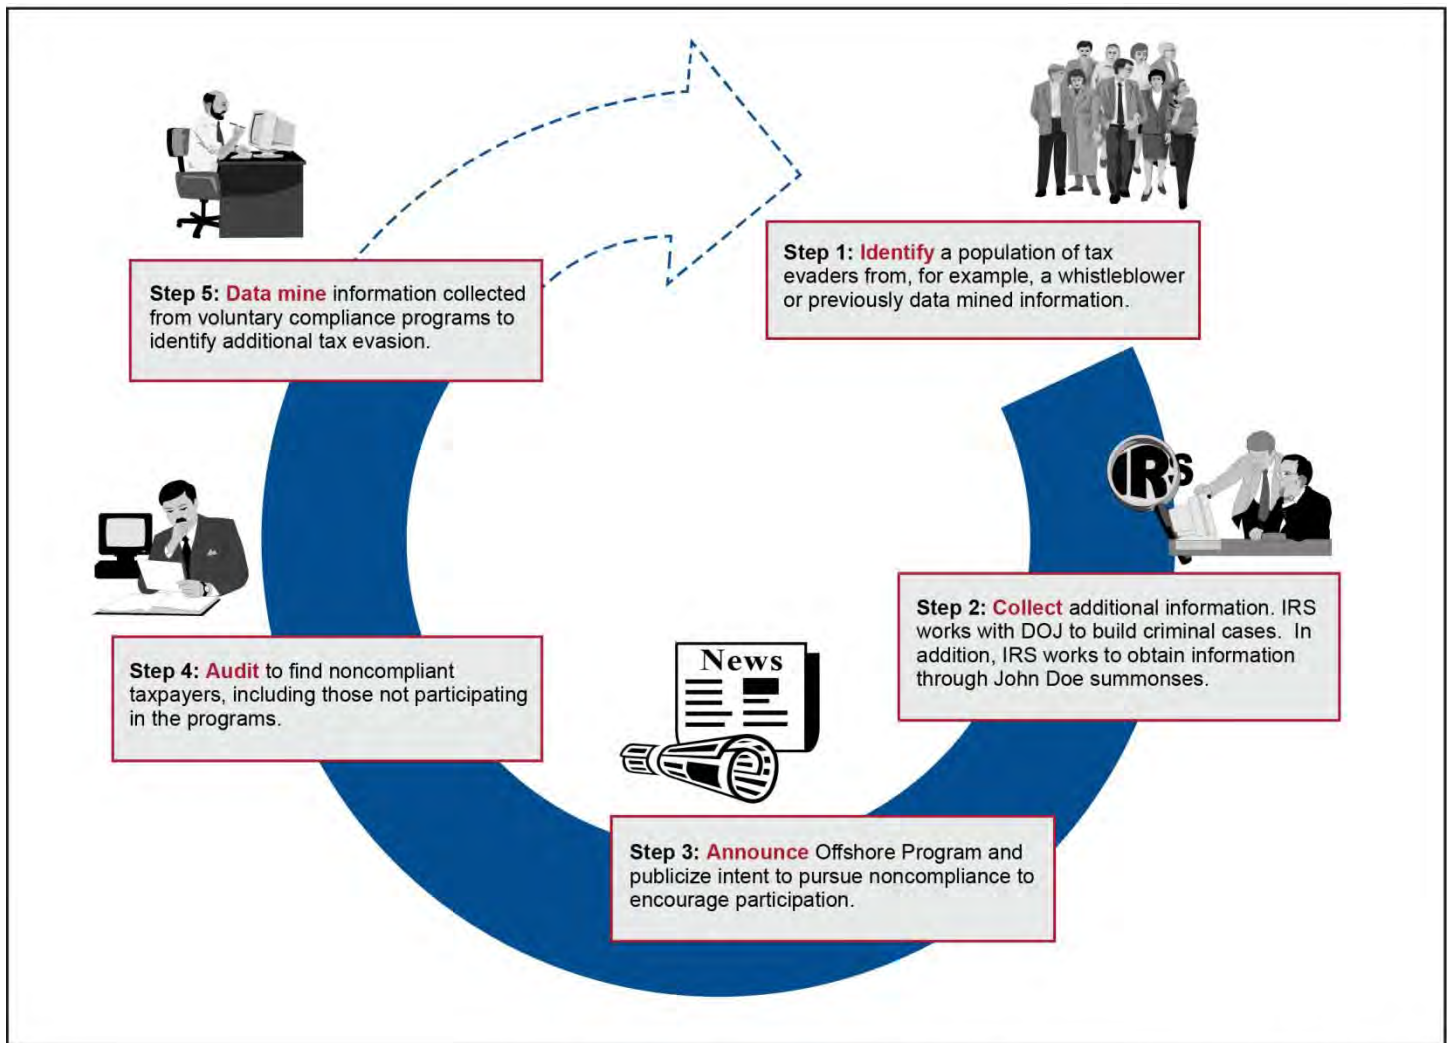 Step 1: Identify a population of tax
evaders from, for example, a whistleblower
or previously data mined information.
IRS
Step 2: Collect additional information. IRS
works with DOJ to build criminal cases.  In
addition, IRS works to obtain information
through John Doe summonses.
News
Step 3: Announce Offshore Program and
publicize intent to pursue noncompliance to
encourage participation.
Step 4: Audit to find noncompliant
taxpayers, including those not participating
in the programs.
Step 5: Data mine information collected
from voluntary compliance programs to
identify additional tax evasion.